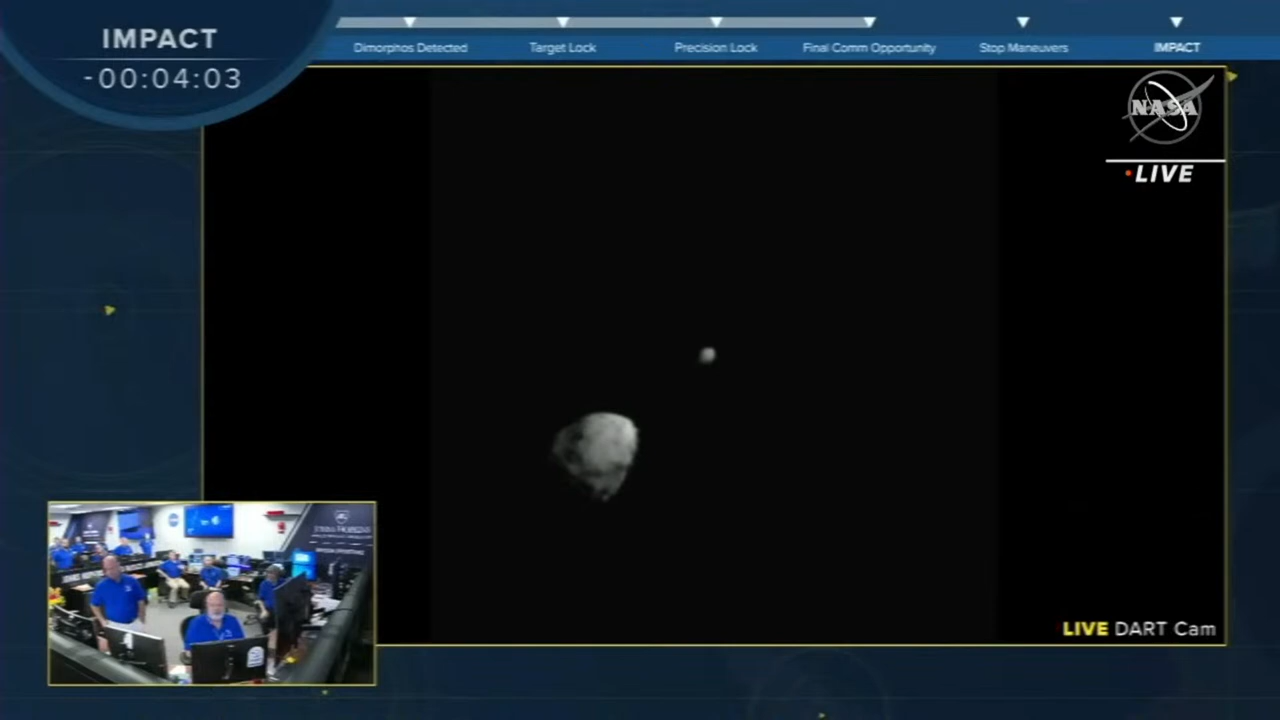 IMPACT
-00:04:03
Dimorphos Detected
Target Lock
Precision Lock
Final Comm Opportunity
Stop Maneuvers
IMPACT
NASA
LIVE
LIVE DART Cam